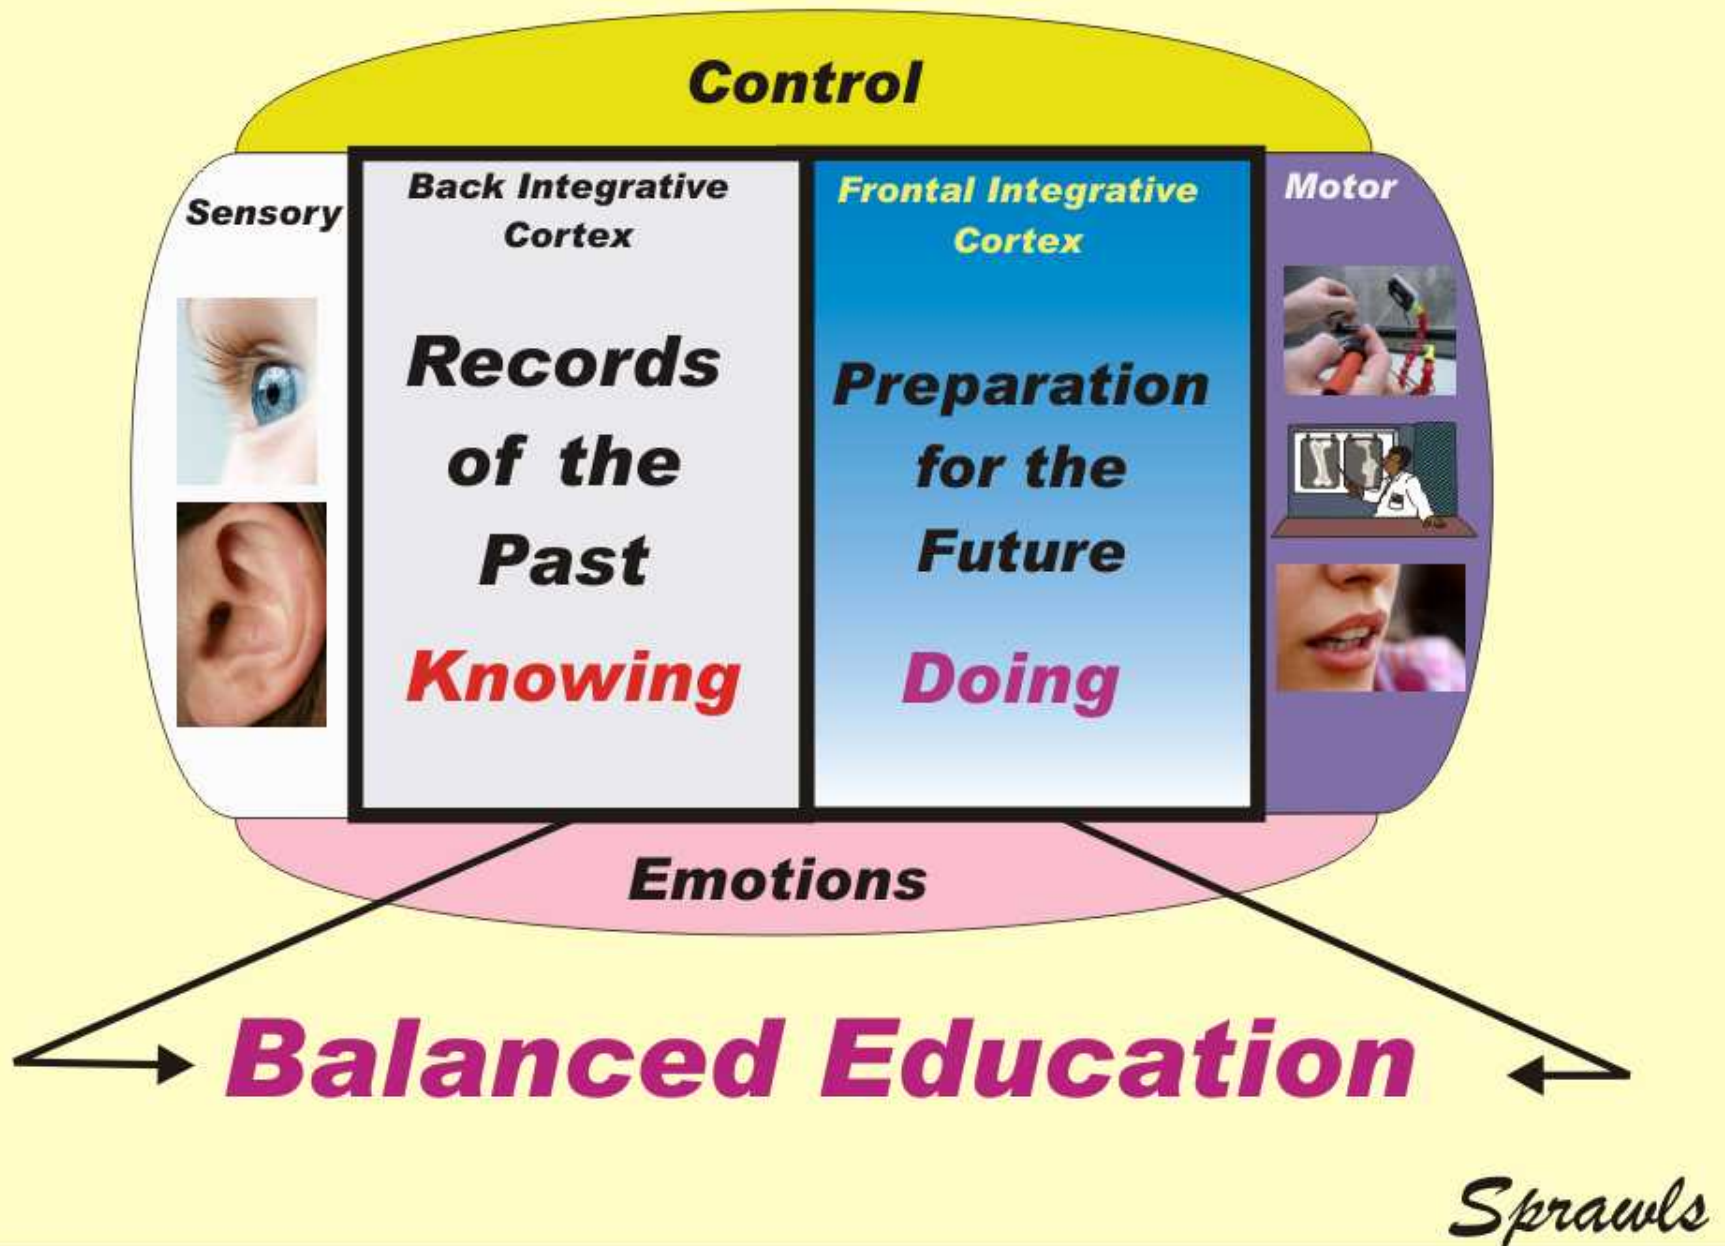 Control
Sensory
Back Integrative
Cortex
Records
of the
Past
Knowing
Frontal Integrative
Cortex
Preparation
for the
Future
Doing
Motor
Emotions
Balanced Education
Sprawls